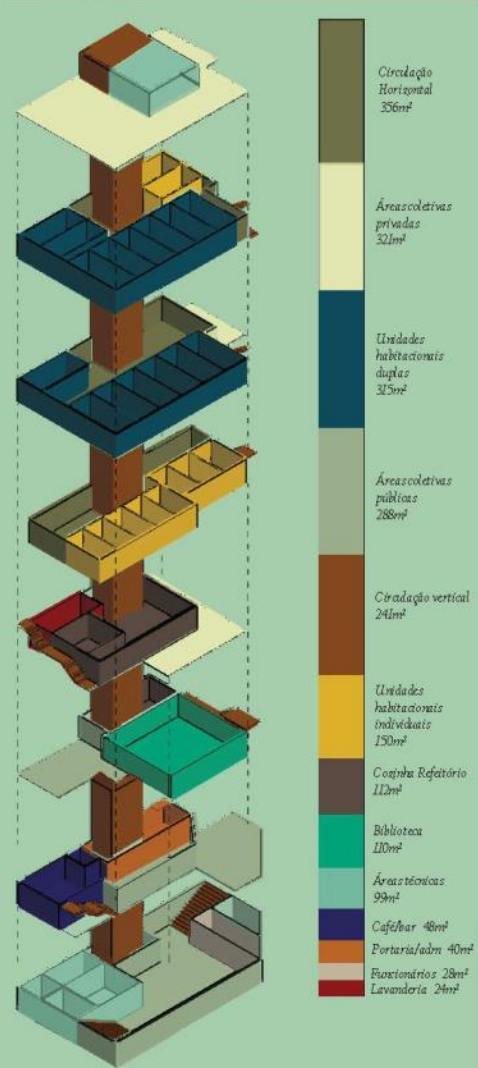 Circulação
Horizontal
356m²
Áreas coletivas
privadas
321m²
Unidades
habitacionais
duplas
315m²
Áreas coletivas
públicas
288m²
Circulação vertical
241m²
Unidades
habitacionais
individuais
150m²
Cozinha Refeitório
112m²
Biblioteca
110m²
Áreas técnicas
99m²
Café/bar 48m²
Portaria/adm 40m²
Funcionários 28m²
Lavanderia 24m²